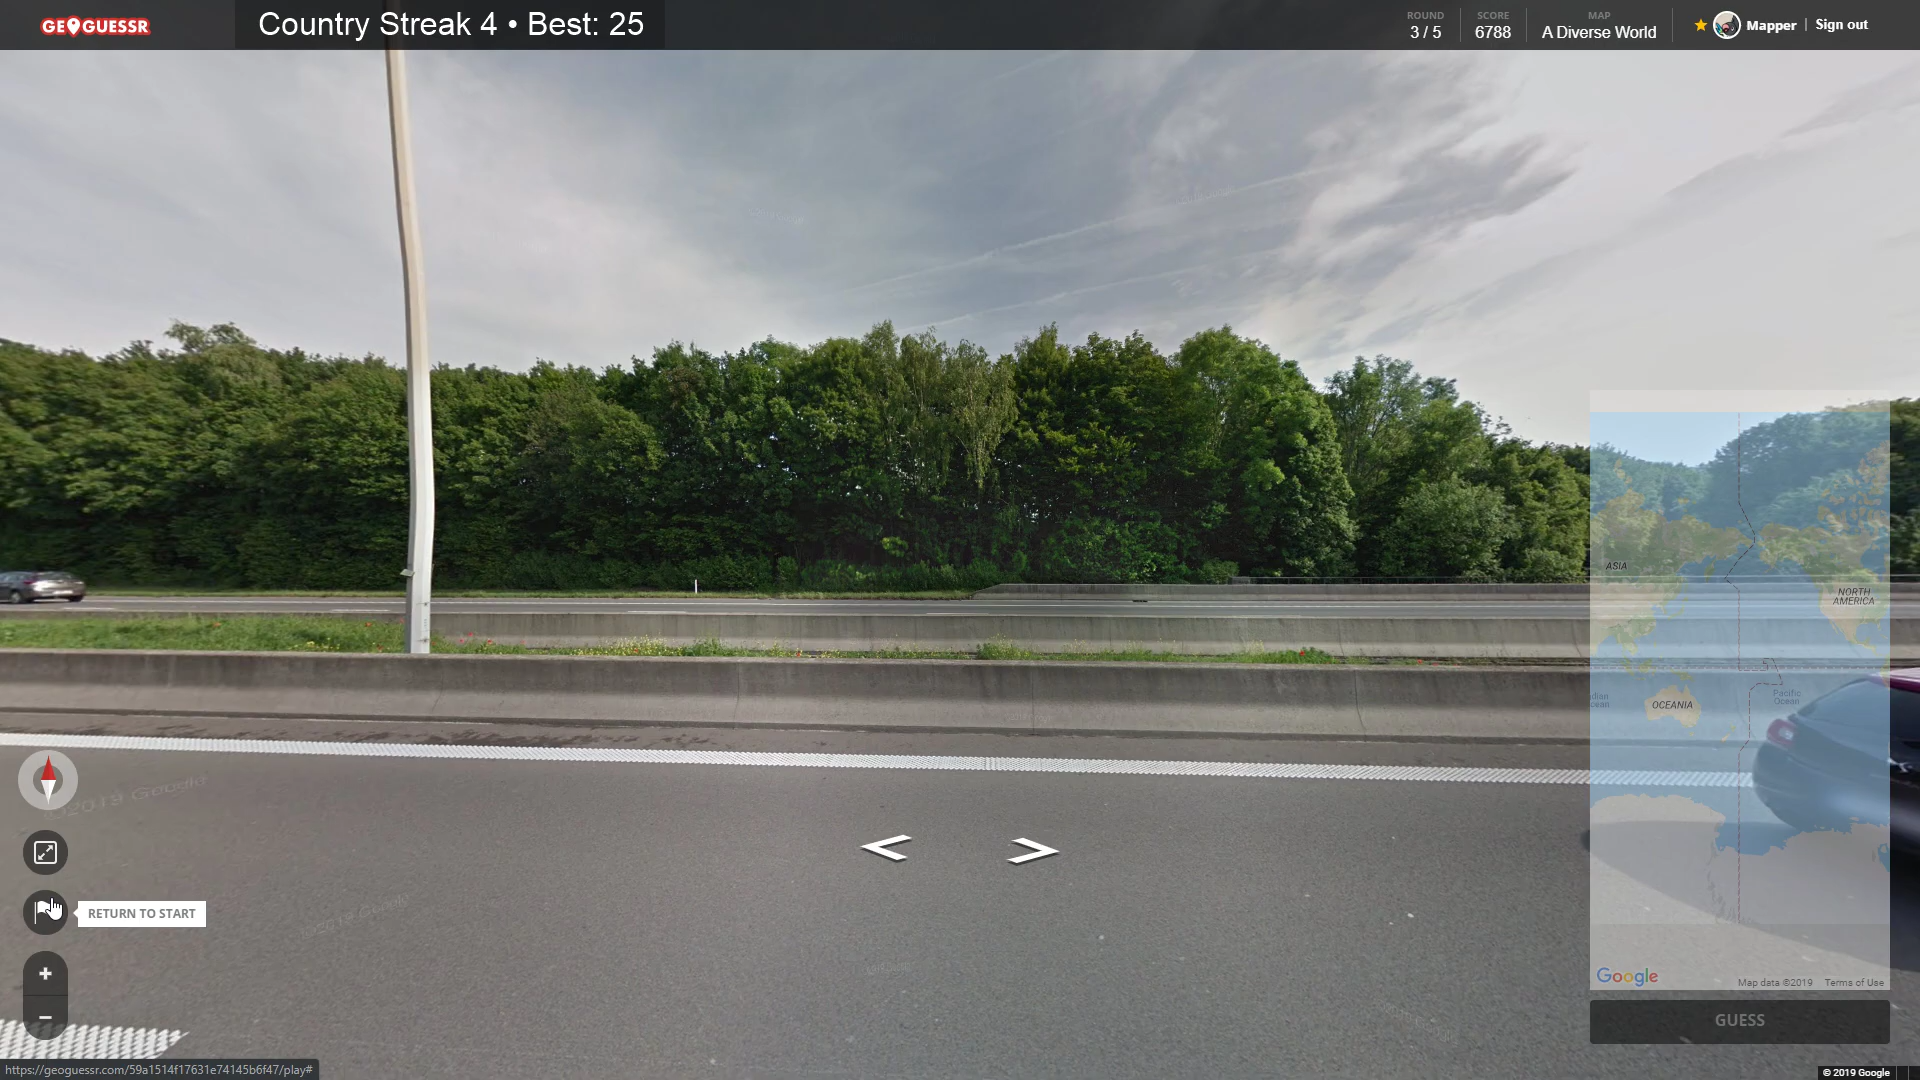 GEOGUESSR
Country Streak 4 • Best: 25
ROUND
3 / 5
SCORE
6788
MAP
A Diverse World
Mapper
Sign out
ASIA
NORTH
AMERICA
OCEANIA
Pacific
Ocean
©2019 Google
RETURN TO START
+
−
Google
Map data ©2019
Terms of Use
GUESS
https://geoguessr.com/59a1514f17631e74145b6f47/play#
© 2019 Google